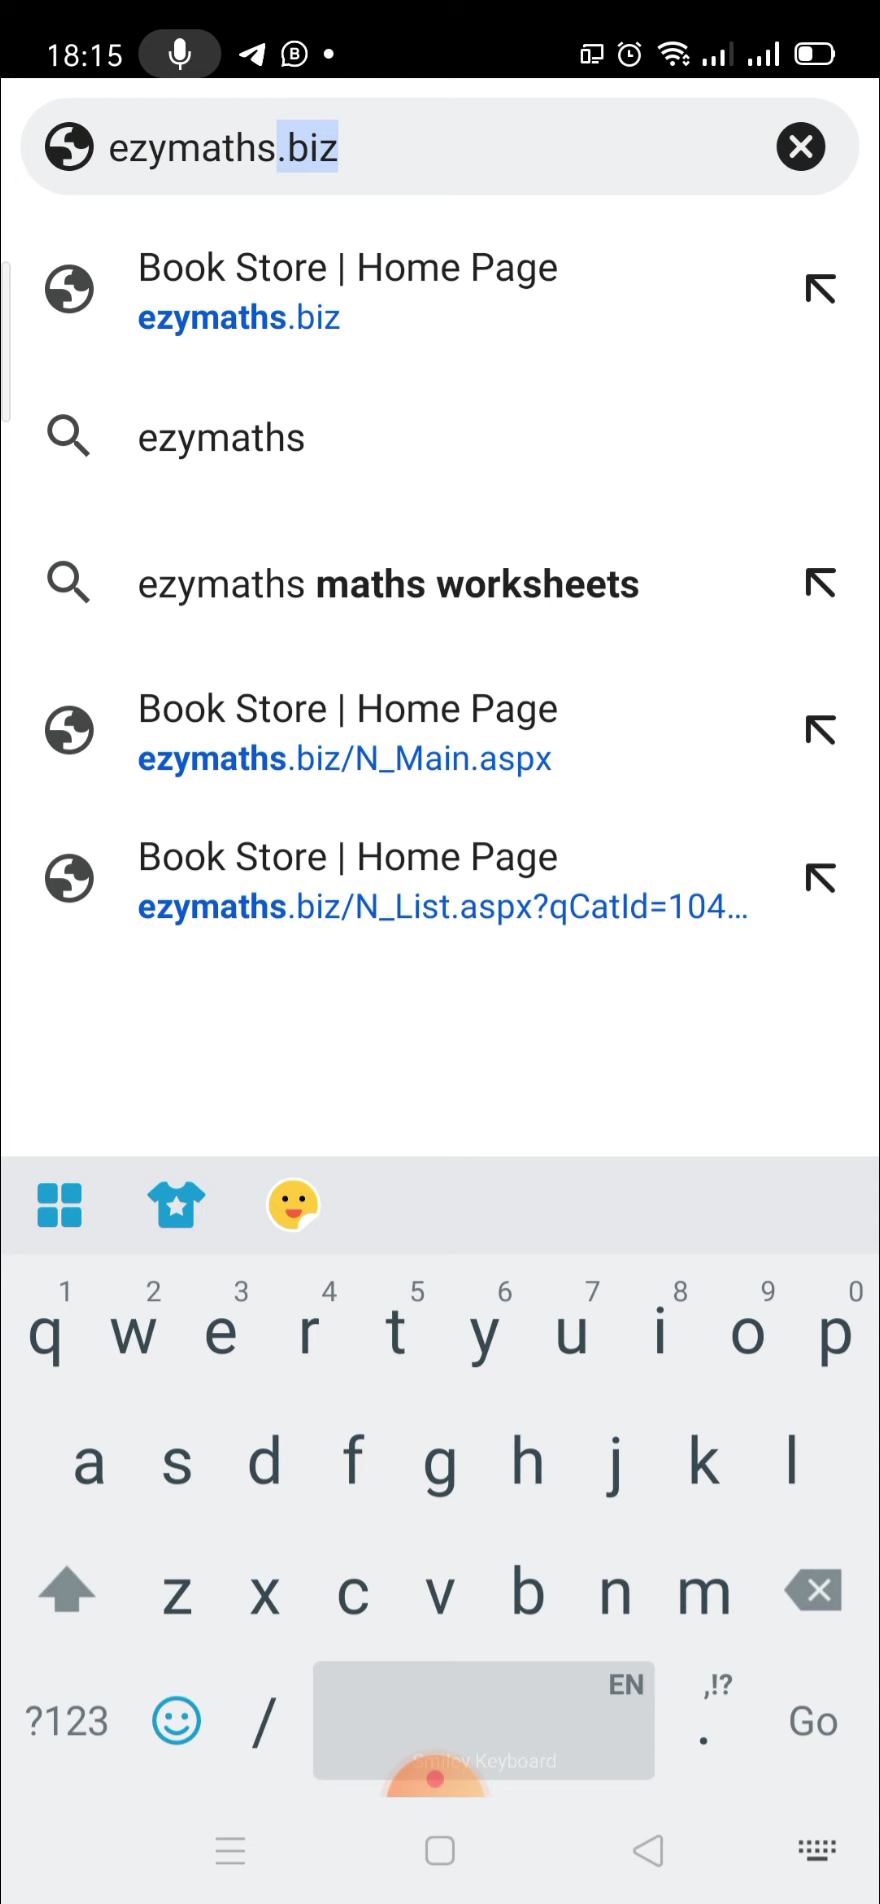 18:15
ezymaths.biz
Book Store | Home Page
ezymaths.biz
ezymaths
ezymaths maths worksheets
Book Store | Home Page
ezymaths.biz/N_Main.aspx
Book Store | Home Page
ezymaths.biz/N_List.aspx?qCatId=104...
1 2 3 4 5 6 7 8 9 0
q w e r t y u i o p
a s d f g h j k l
z x c v b n m
EN ,!?
?123 / . Go
Smiley Keyboard